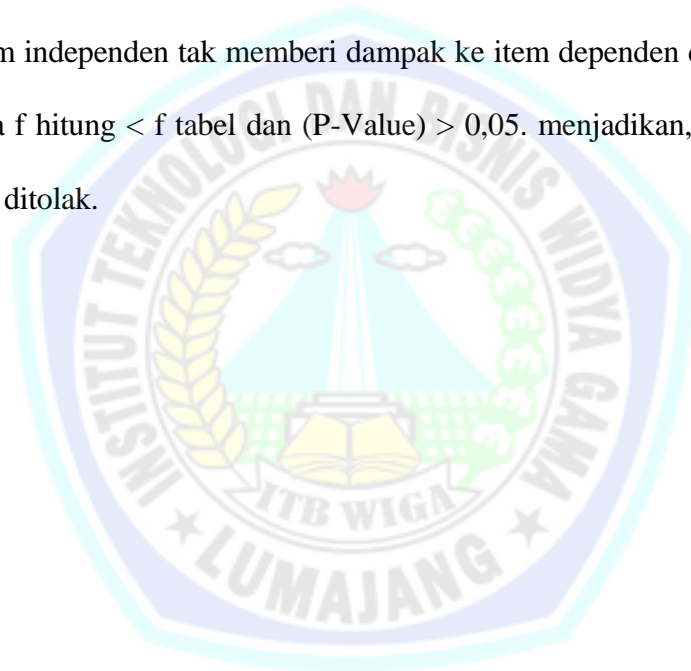 m independen tak memberi dampak ke item dependen
f hitung < f tabel dan (P-Value) > 0,05. menjadikan,
ditolak.
INSTITUT TEKNOLOGI DAN BISNIS WIDYA GAMA
ITB WIGA
LUMAJANG